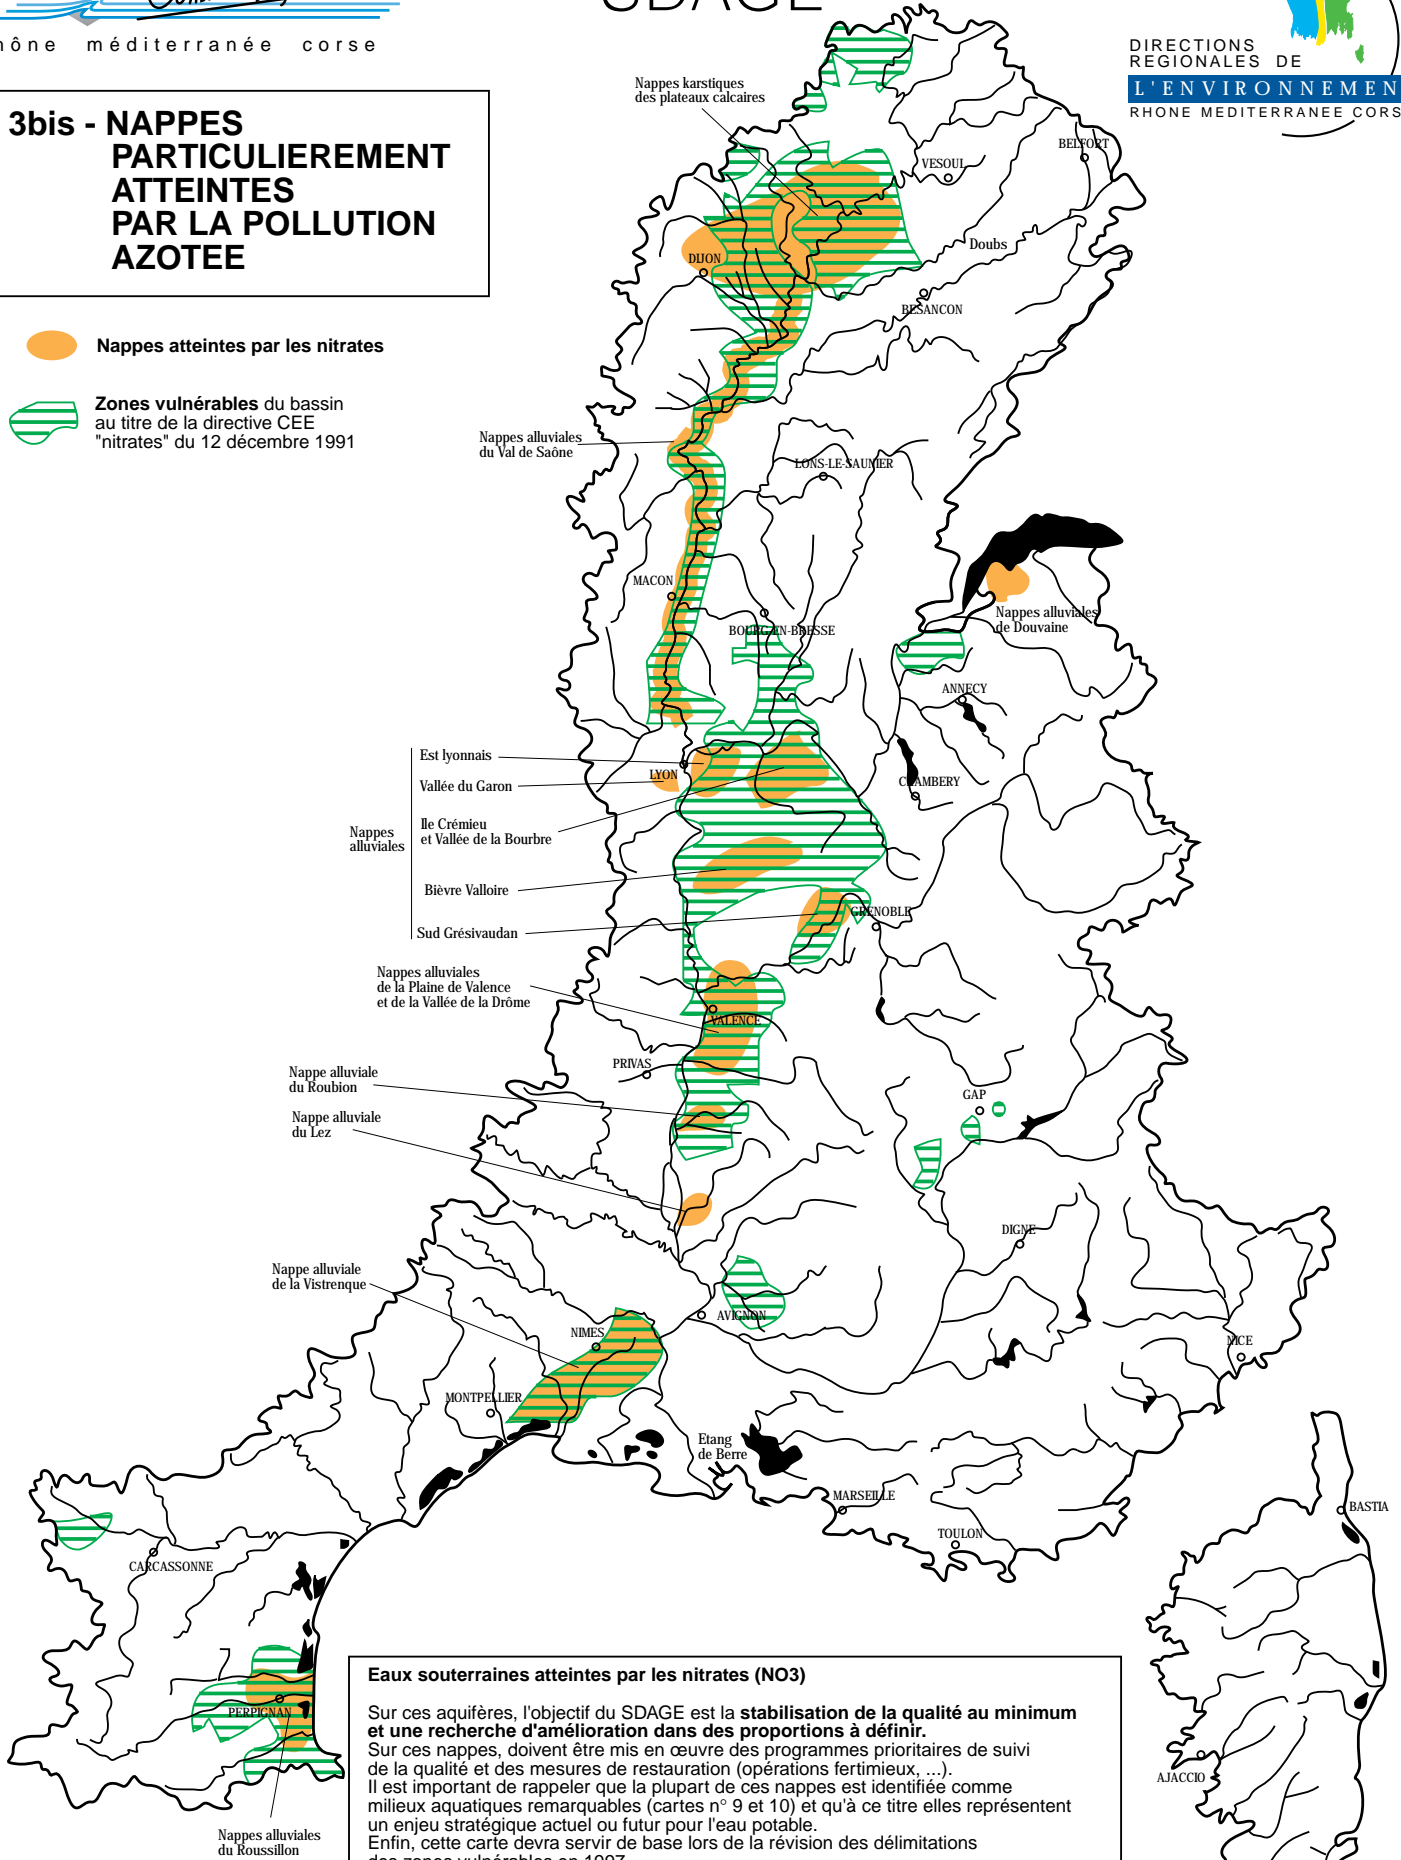 SDAGE
rhône méditerranée corse
DIRECTIONS
REGIONALES DE
L'ENVIRONNEMEN
RHONE MEDITERRANEE CORS
3bis - NAPPES
PARTICULIEREMENT
ATTEINTES
PAR LA POLLUTION
AZOTEE
Nappes atteintes par les nitrates
Zones vulnérables du bassin
au titre de la directive CEE
"nitrates" du 12 décembre 1991
Nappes karstiques
des plateaux calcaires
BELFORT
VESOUL
Doubs
DIJON
BESANCON
Nappes alluviales
du Val de Saône
LONS-LE-SAUNIER
MACON
Nappes alluviales
de Douvaine
BOURG-EN-BRESSE
ANNECY
Est lyonnais
LYON
Vallée du Garon
CHAMBERY
Nappes
alluviales
Ile Crémieu
et Vallée de la Bourbre
Bièvre Valloire
GRENOBLE
Sud Grésivaudan
Nappes alluviales
de la Plaine de Valence
et de la Vallée de la Drôme
VALENCE
PRIVAS
Nappe alluviale
du Roubion
GAP
Nappe alluviale
du Lez
DIGNE
Nappe alluviale
de la Vistrenque
AVIGNON
NIMES
NICE
MONTPELLIER
Etang
de Berre
MARSEILLE
BASTIA
TOULON
CARCASSONNE
PERPIGNAN
AJACCIO
Nappes alluviales
du Roussillon
Eaux souterraines atteintes par les nitrates (NO3)
Sur ces aquifères, l'objectif du SDAGE est la stabilisation de la qualité au minimum
et une recherche d'amélioration dans des proportions à définir.
Sur ces nappes, doivent être mis en œuvre des programmes prioritaires de suivi
de la qualité et des mesures de restauration (opérations fertimieux, ...).
Il est important de rappeler que la plupart de ces nappes est identifiée comme
milieux aquatiques remarquables (cartes n° 9 et 10) et qu'à ce titre elles représentent
un enjeu stratégique actuel ou futur pour l'eau potable.
Enfin, cette carte devra servir de base lors de la révision des délimitations
des zones vulnérables en 1997